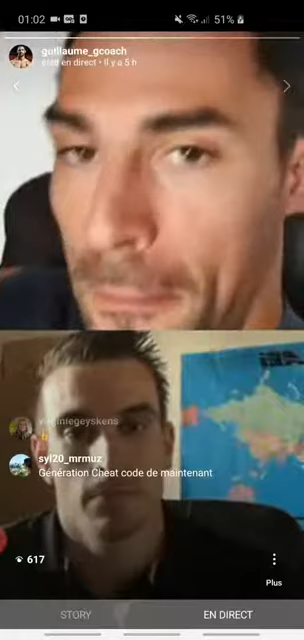 01:02
51%
guillaume_gcoach
était en direct • Il y a 5 h
virginiegeyskens
syl20_mrmuz
Génération Cheat code de maintenant
617
Plus
STORY
EN DIRECT